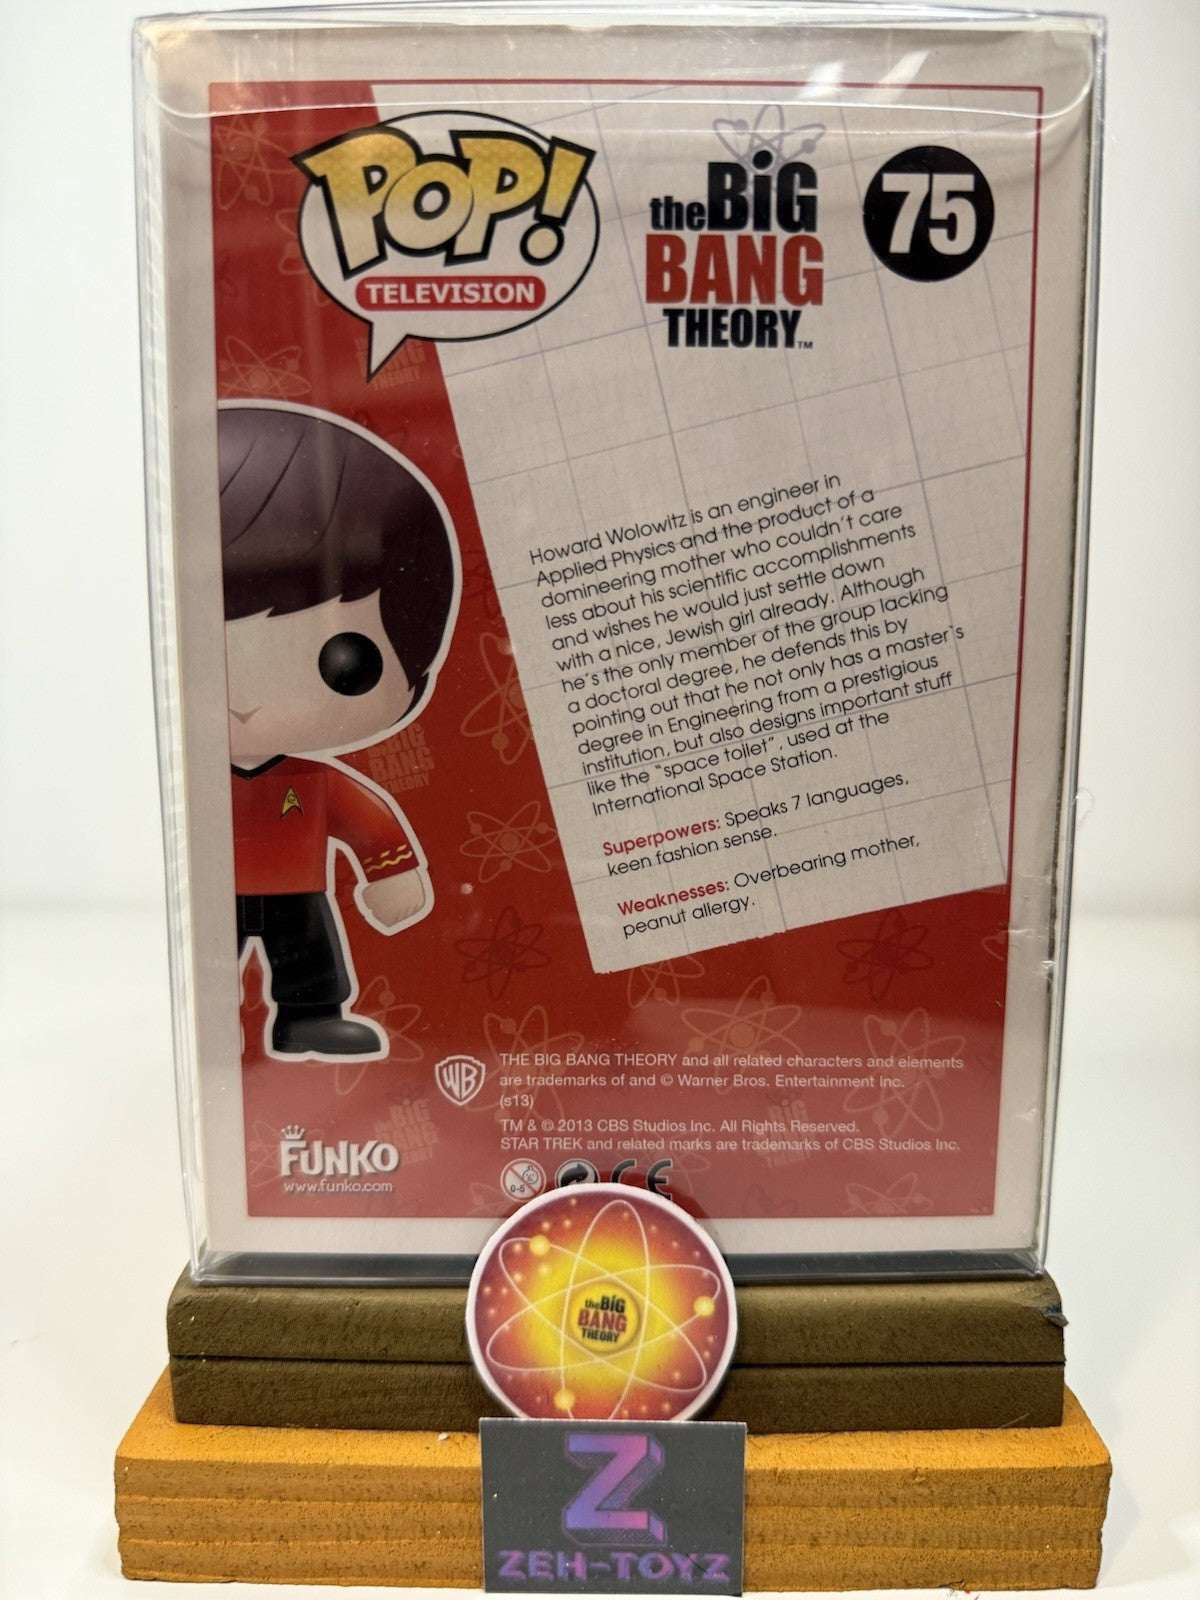 POP!
TELEVISION
the BiG
BANG
THEORY™
75
Howard Wolowitz is an engineer in
Applied Physics and the product of a
domineering mother who couldn't care
less about his scientific accomplishments
and wishes he would just settle down
with a nice, Jewish girl already. Although
he's the only member of the group lacking
a doctoral degree, he defends this by
pointing out that he not only has a master's
degree in Engineering from a prestigious
institution, but also designs important stuff
like the "space toilet", used at the
International Space Station.
Superpowers: Speaks 7 languages,
keen fashion sense.
Weaknesses: Overbearing mother,
peanut allergy.
WB
THE BIG BANG THEORY and all related characters and elements
are trademarks of and © Warner Bros. Entertainment Inc.
(s13)
TM & © 2013 CBS Studios Inc. All Rights Reserved.
STAR TREK and related marks are trademarks of CBS Studios Inc.
FUNKO
www.funko.com
0-5
CE
the BiG
BANG
THEORY
Z
ZEH-TOYZ